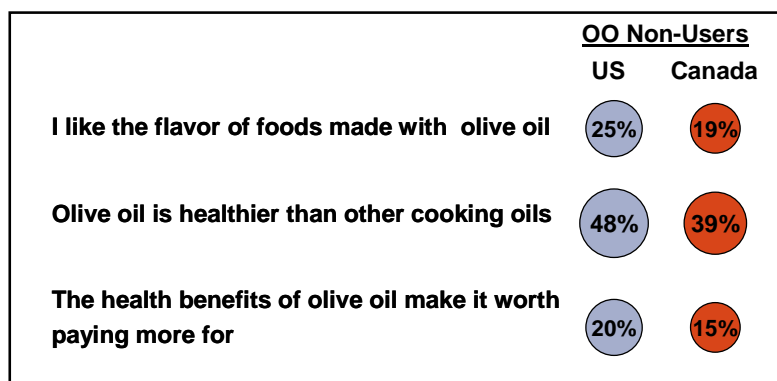 OO Non-Users
US Canada
I like the flavor of foods made with olive oil 25% 19%
Olive oil is healthier than other cooking oils 48% 39%
The health benefits of olive oil make it worth
paying more for 20% 15%